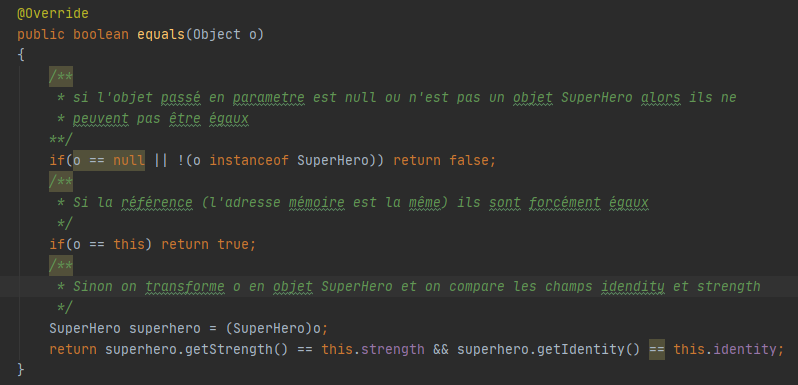 @Override
public boolean equals(Object o)
{
/**
* si l'objet passé en parametre est null ou n'est pas un objet SuperHero alors ils ne
* peuvent pas être égaux
**/
if(o == null || !(o instanceof SuperHero)) return false;
/**
* Si la référence (l'adresse mémoire est la même) ils sont forcément égaux
*/
if(o == this) return true;
/**
* Sinon on transforme o en objet SuperHero et on compare les champs idendity et strength
*/
SuperHero superhero = (SuperHero)o;
return superhero.getStrength() == this.strength && superhero.getIdentity() == this.identity;
}